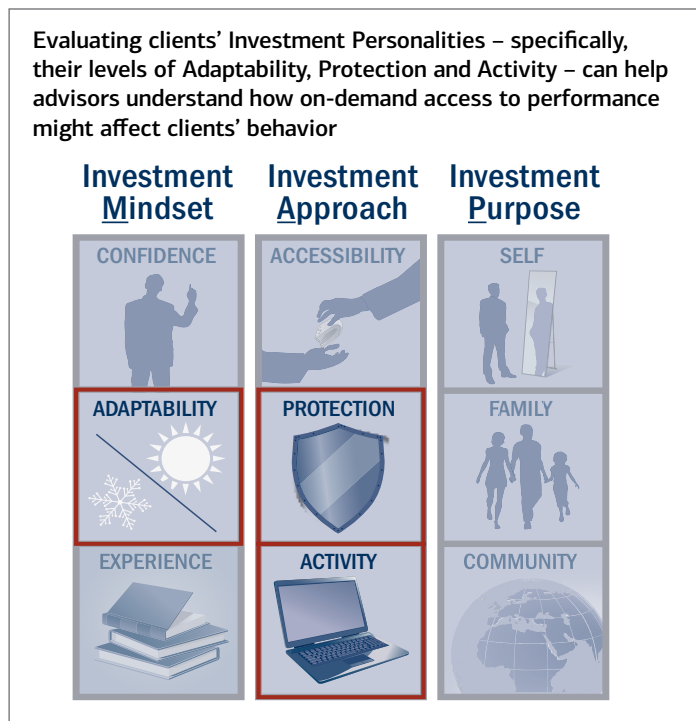 Evaluating clients’ Investment Personalities – specifically,
their levels of Adaptability, Protection and Activity – can help
advisors understand how on-demand access to performance
might affect clients’ behavior
Investment
Mindset
Investment
Approach
Investment
Purpose
CONFIDENCE
ACCESSIBILITY
SELF
ADAPTABILITY
PROTECTION
FAMILY
EXPERIENCE
ACTIVITY
COMMUNITY